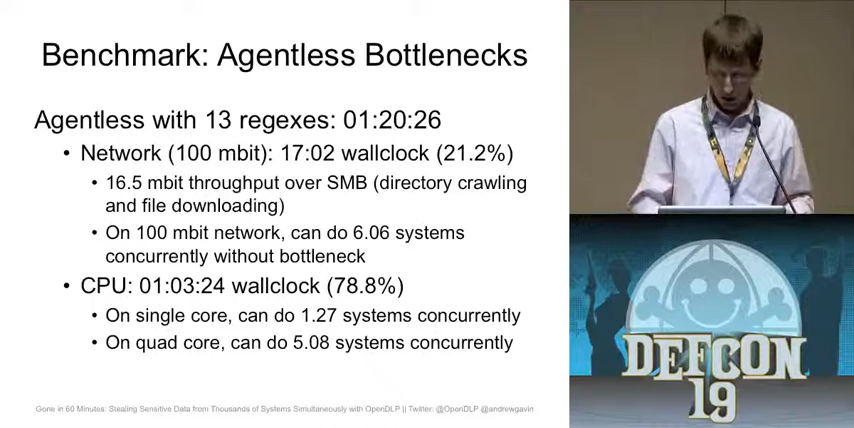 Benchmark: Agentless Bottlenecks
Agentless with 13 regexes: 01:20:26
• Network (100 mbit): 17:02 wallclock (21.2%)
• 16.5 mbit throughput over SMB (directory crawling
and file downloading)
• On 100 mbit network, can do 6.06 systems
concurrently without bottleneck
• CPU: 01:03:24 wallclock (78.8%)
• On single core, can do 1.27 systems concurrently
• On quad core, can do 5.08 systems concurrently
Gone in 60 Minutes: Stealing Sensitive Data from Thousands of Systems Simultaneously with OpenDLP || Twitter: @OpenDLP @andrewgavin
DEFCON
19